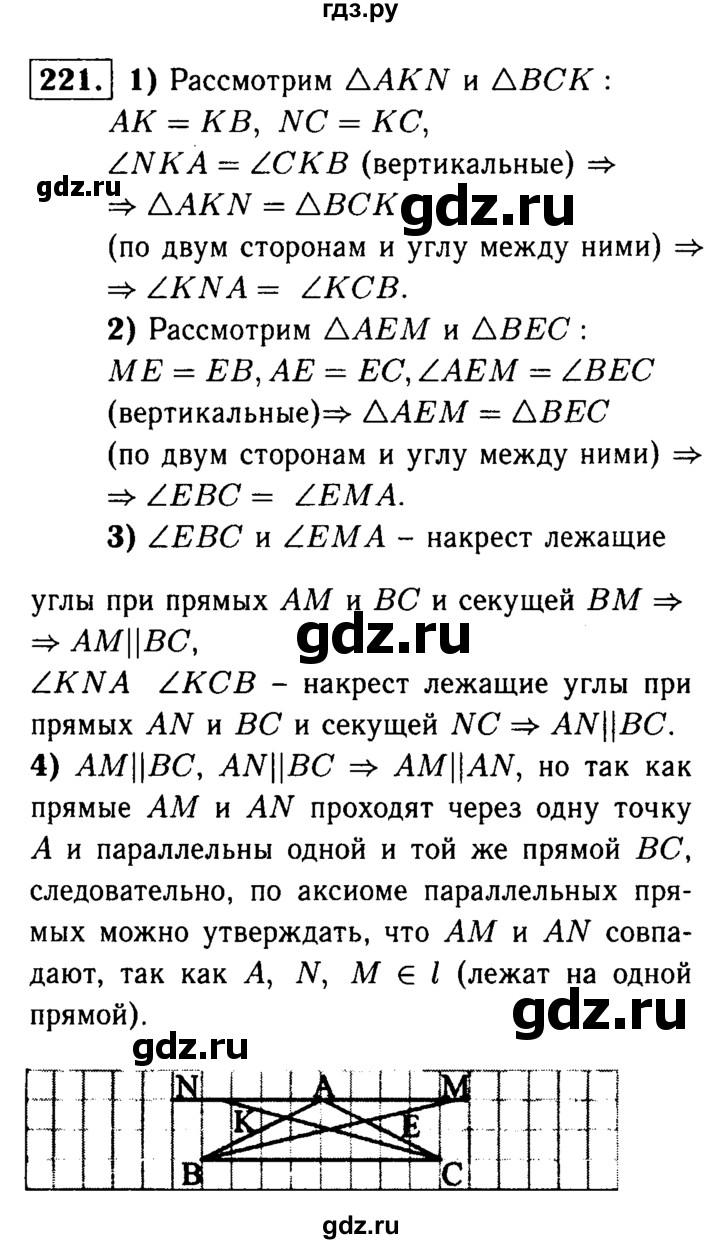 гдз.ру
221. 1) Рассмотрим △AKN и △BCK :
AK = KB, NC = KC,
∠NKA = ∠CKB (вертикальные) ⇒
gdz.ru
⇒ △AKN = △BCK
gdz.ru
(по двум сторонам и углу между ними) ⇒
⇒ ∠KNA = ∠KCB.
2) Рассмотрим △AEM и △BEC :
ME = EB, AE = EC, ∠AEM = ∠BEC
(вертикальные)⇒ △AEM = △BEC
(по двум сторонам и углу между ними) ⇒
⇒ ∠EBC = ∠EMA.
3) ∠EBC и ∠EMA – накрест лежащие
углы при прямых AM и BC и секущей BM ⇒
⇒ AM||BC,
gdz.ru
∠KNA ∠KCB – накрест лежащие углы при
прямых AN и BC и секущей NC ⇒ AN||BC.
4) AM||BC, AN||BC ⇒ AM||AN, но так как
прямые AM и AN проходят через одну точку
A и параллельны одной и той же прямой BC,
следовательно, по аксиоме параллельных пря-
мых можно утверждать, что AM и AN совпа-
дают, так как A, N, M ∈ l (лежат на одной
прямой).
gdz.ru
gdz.ru
N A M
K E
B C
gdz.ru